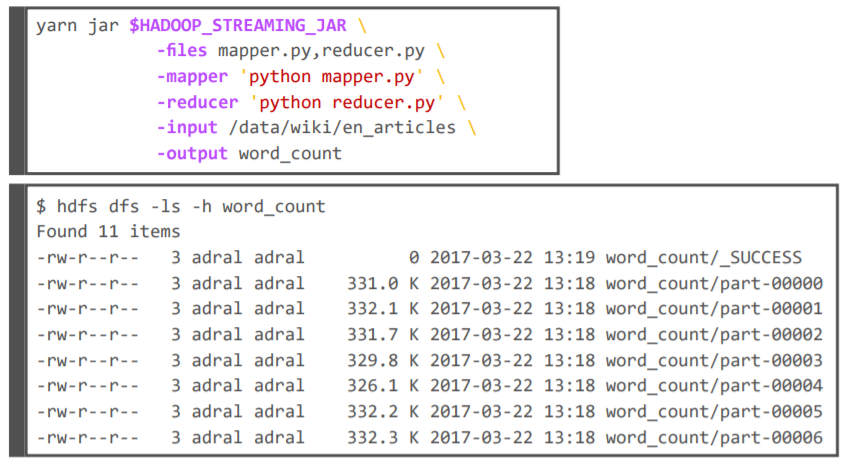 yarn jar $HADOOP_STREAMING_JAR \
-files mapper.py,reducer.py \
-mapper 'python mapper.py' \
-reducer 'python reducer.py' \
-input /data/wiki/en_articles \
-output word_count
$ hdfs dfs -ls -h word_count
Found 11 items
-rw-r--r-- 3 adral adral 0 2017-03-22 13:19 word_count/_SUCCESS
-rw-r--r-- 3 adral adral 331.0 K 2017-03-22 13:18 word_count/part-00000
-rw-r--r-- 3 adral adral 332.1 K 2017-03-22 13:18 word_count/part-00001
-rw-r--r-- 3 adral adral 331.7 K 2017-03-22 13:18 word_count/part-00002
-rw-r--r-- 3 adral adral 329.8 K 2017-03-22 13:18 word_count/part-00003
-rw-r--r-- 3 adral adral 326.1 K 2017-03-22 13:18 word_count/part-00004
-rw-r--r-- 3 adral adral 332.2 K 2017-03-22 13:18 word_count/part-00005
-rw-r--r-- 3 adral adral 332.3 K 2017-03-22 13:18 word_count/part-00006